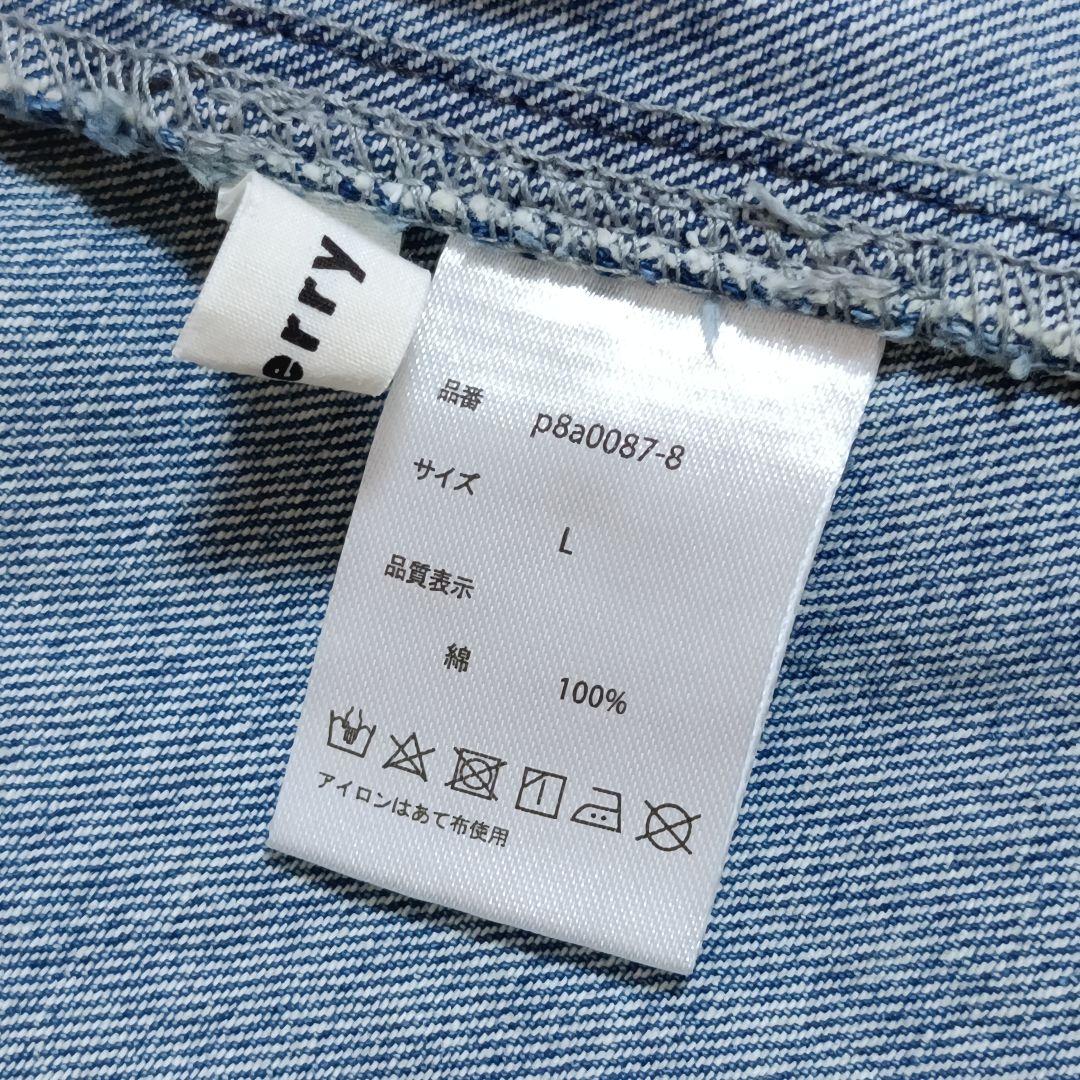 erry
品番
p8a0087-8
サイズ
L
品質表示
綿 100%
アイロンはあて布使用